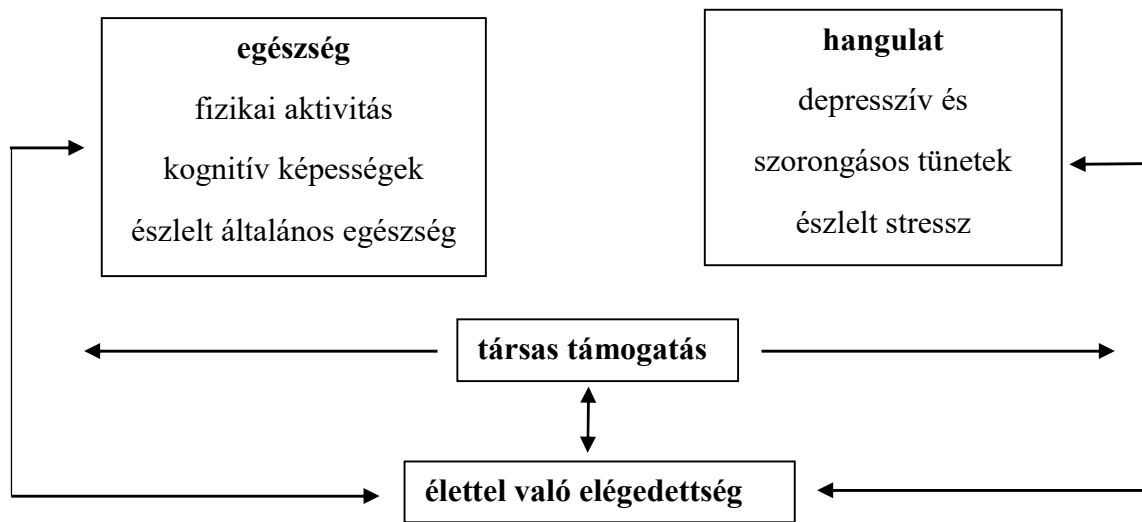 egészség
fizikai aktivitás
kognitív képességek
észlelt általános egészség
hangulat
depresszív és
szorongásos tünetek
észlelt stressz
társas támogatás
élettel való elégedettség